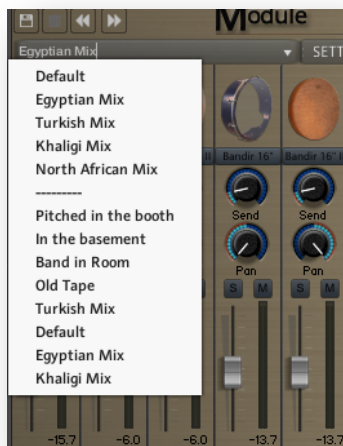 Module
Egyptian Mix
SETT
Default
Egyptian Mix
Turkish Mix
Khaligi Mix
North African Mix
---------
Pitched in the booth
In the basement
Band in Room
Old Tape
Turkish Mix
Default
Egyptian Mix
Khaligi Mix
II
Bandir 16"
Bandir 16" I
Send
Send
Pan
Pan
S M S M
-15.7 -6.0 -6.0 -13.7 -13.7